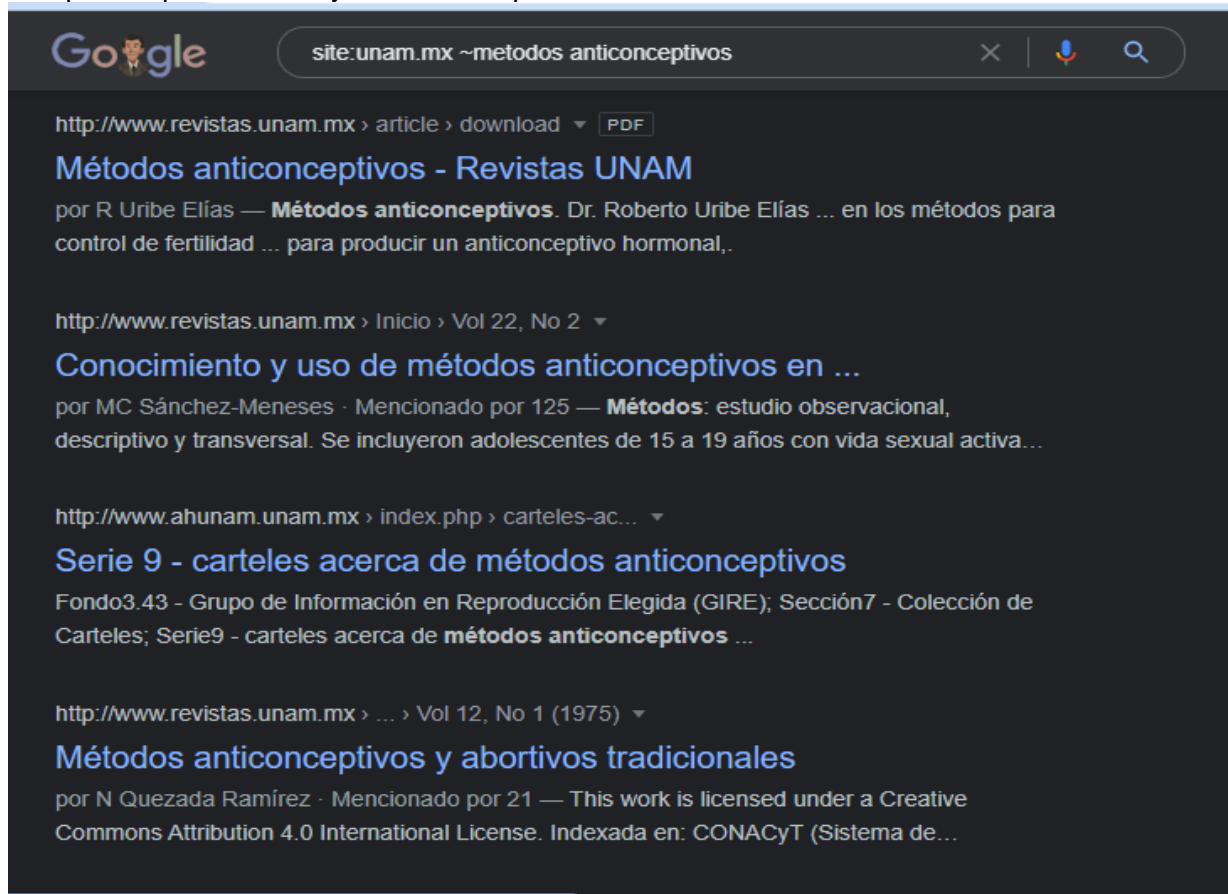 Google
site:unam.mx ~metodos anticonceptivos
http://www.revistas.unam.mx › article › download PDF
Métodos anticonceptivos - Revistas UNAM
por R Uribe Elías — Métodos anticonceptivos. Dr. Roberto Uribe Elías ... en los métodos para
control de fertilidad ... para producir un anticonceptivo hormonal,.
http://www.revistas.unam.mx › Inicio › Vol 22, No 2
Conocimiento y uso de métodos anticonceptivos en ...
por MC Sánchez-Meneses · Mencionado por 125 — Métodos: estudio observacional,
descriptivo y transversal. Se incluyeron adolescentes de 15 a 19 años con vida sexual activa...
http://www.ahunam.unam.mx › index.php › carteles-ac...
Serie 9 - carteles acerca de métodos anticonceptivos
Fondo3.43 - Grupo de Información en Reproducción Elegida (GIRE); Sección7 - Colección de
Carteles; Serie9 - carteles acerca de métodos anticonceptivos ...
http://www.revistas.unam.mx › ... › Vol 12, No 1 (1975)
Métodos anticonceptivos y abortivos tradicionales
por N Quezada Ramírez · Mencionado por 21 — This work is licensed under a Creative
Commons Attribution 4.0 International License. Indexada en: CONACyT (Sistema de...